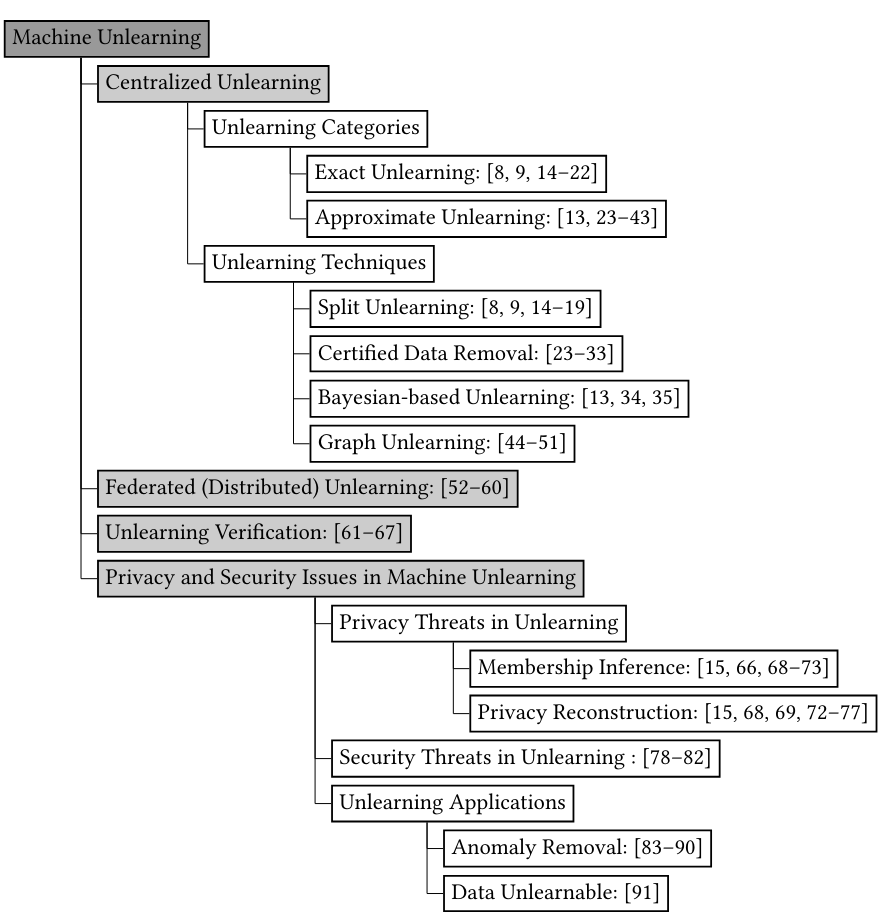 Machine Unlearning
Centralized Unlearning
Unlearning Categories
Exact Unlearning: [8, 9, 14–22]
Approximate Unlearning: [13, 23–43]
Unlearning Techniques
Split Unlearning: [8, 9, 14–19]
Certified Data Removal: [23–33]
Bayesian-based Unlearning: [13, 34, 35]
Graph Unlearning: [44–51]
Federated (Distributed) Unlearning: [52–60]
Unlearning Verification: [61–67]
Privacy and Security Issues in Machine Unlearning
Privacy Threats in Unlearning
Membership Inference: [15, 66, 68–73]
Privacy Reconstruction: [15, 68, 69, 72–77]
Security Threats in Unlearning : [78–82]
Unlearning Applications
Anomaly Removal: [83–90]
Data Unlearnable: [91]